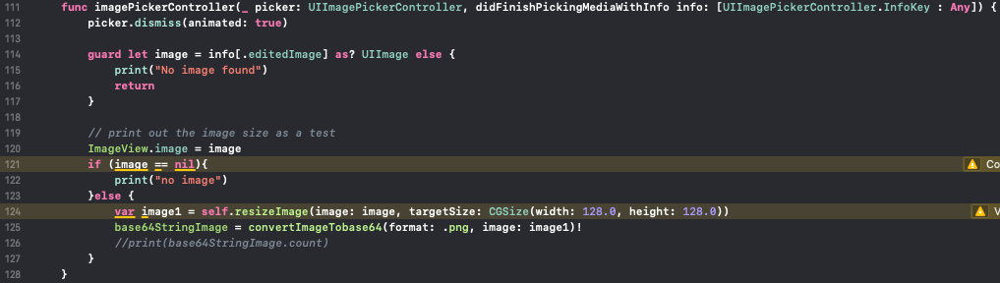 111 func imagePickerController(_ picker: UIImagePickerController, didFinishPickingMediaWithInfo info: [UIImagePickerController.InfoKey : Any]) {
112 picker.dismiss(animated: true)
113
114 guard let image = info[.editedImage] as? UIImage else {
115 print("No image found")
116 return
117 }
118
119 // print out the image size as a test
120 ImageView.image = image
121 if (image == nil){ Co
122 print("no image")
123 }else {
124 var image1 = self.resizeImage(image: image, targetSize: CGSize(width: 128.0, height: 128.0)) V
125 base64StringImage = convertImageTobase64(format: .png, image: image1)!
126 //print(base64StringImage.count)
127 }
128 }